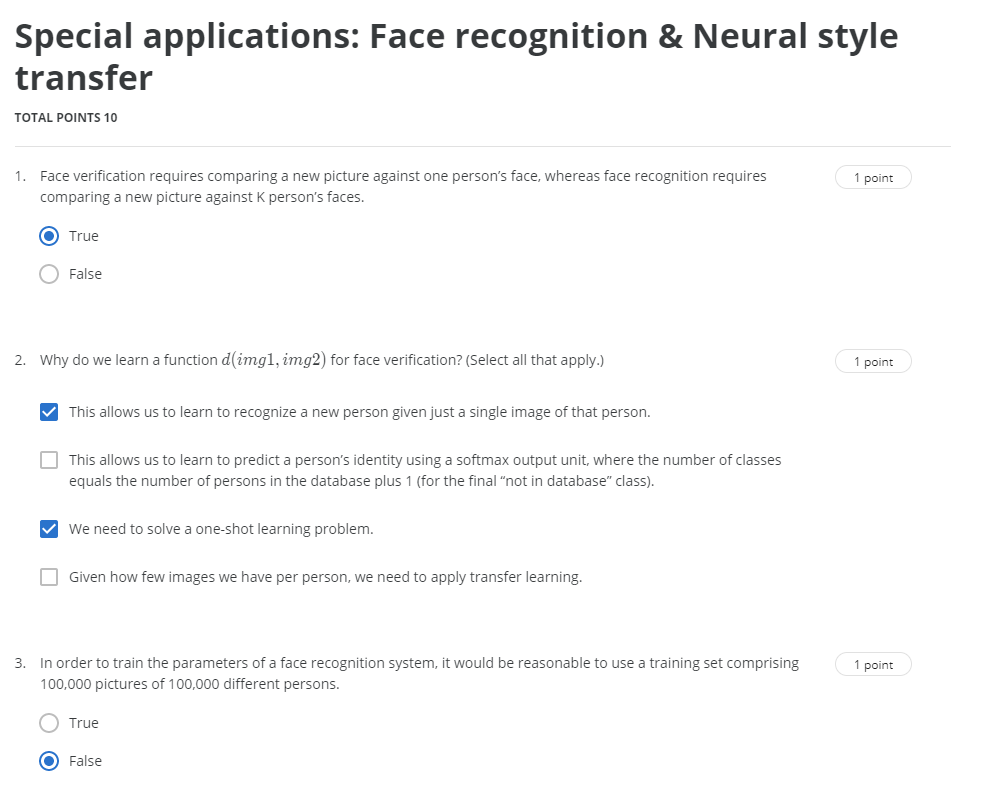 Special applications: Face recognition & Neural style
transfer
TOTAL POINTS 10
1. Face verification requires comparing a new picture against one person’s face, whereas face recognition requires
comparing a new picture against K person’s faces.
1 point
True
False
2. Why do we learn a function d(img1, img2) for face verification? (Select all that apply.)
1 point
This allows us to learn to recognize a new person given just a single image of that person.
This allows us to learn to predict a person’s identity using a softmax output unit, where the number of classes
equals the number of persons in the database plus 1 (for the final “not in database” class).
We need to solve a one-shot learning problem.
Given how few images we have per person, we need to apply transfer learning.
3. In order to train the parameters of a face recognition system, it would be reasonable to use a training set comprising
100,000 pictures of 100,000 different persons.
1 point
True
False